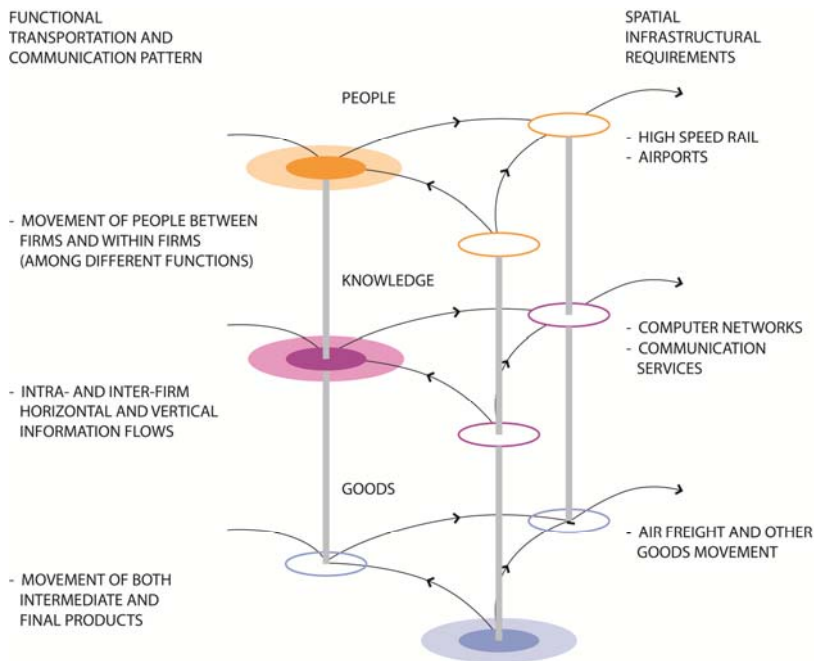 FUNCTIONAL
TRANSPORTATION AND
COMMUNICATION PATTERN
SPATIAL
INFRASTRUCTURAL
REQUIREMENTS
PEOPLE
- HIGH SPEED RAIL
- AIRPORTS
- MOVEMENT OF PEOPLE BETWEEN
FIRMS AND WITHIN FIRMS
(AMONG DIFFERENT FUNCTIONS)
KNOWLEDGE
- COMPUTER NETWORKS
- COMMUNICATION
SERVICES
- INTRA- AND INTER-FIRM
HORIZONTAL AND VERTICAL
INFORMATION FLOWS
GOODS
- AIR FREIGHT AND OTHER
GOODS MOVEMENT
- MOVEMENT OF BOTH
INTERMEDIATE AND
FINAL PRODUCTS